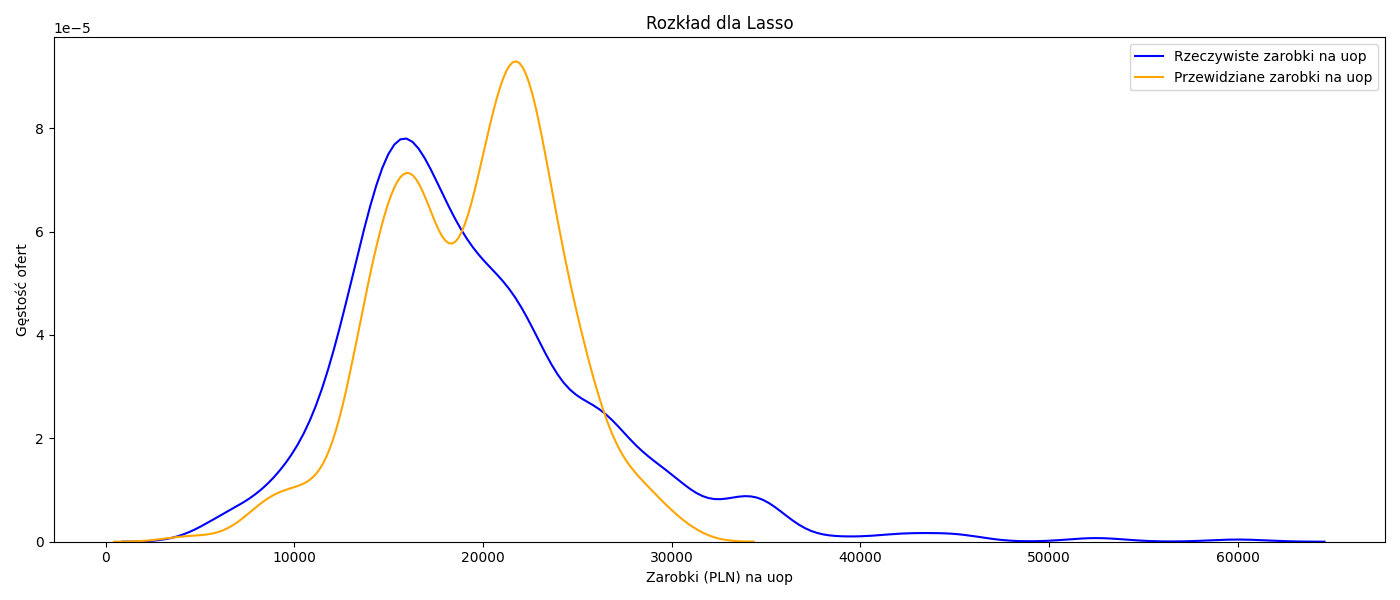 Rozkład dla Lasso
1e−5
Rzeczywiste zarobki na uop
Przewidziane zarobki na uop
8
6
4
2
0
Gęstość ofert
0 10000 20000 30000 40000 50000 60000
Zarobki (PLN) na uop